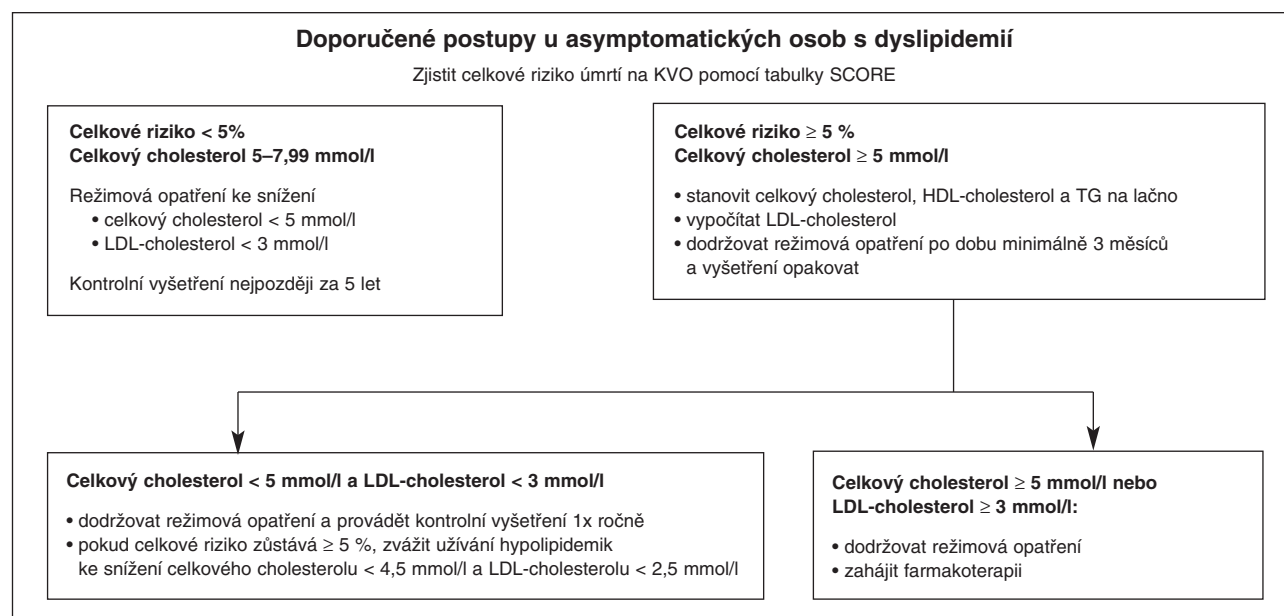 Doporučené postupy u asymptomatických osob s dyslipidemií
Zjistit celkové riziko úmrtí na KVO pomocí tabulky SCORE
Celkové riziko < 5%
Celkový cholesterol 5–7,99 mmol/l
Režimová opatření ke snížení
• celkový cholesterol < 5 mmol/l
• LDL-cholesterol < 3 mmol/l
Kontrolní vyšetření nejpozději za 5 let
Celkové riziko ≥ 5 %
Celkový cholesterol ≥ 5 mmol/l
• stanovit celkový cholesterol, HDL-cholesterol a TG na lačno
• vypočítat LDL-cholesterol
• dodržovat režimová opatření po dobu minimálně 3 měsíců
a vyšetření opakovat
Celkový cholesterol < 5 mmol/l a LDL-cholesterol < 3 mmol/l
• dodržovat režimová opatření a provádět kontrolní vyšetření 1x ročně
• pokud celkové riziko zůstává ≥ 5 %, zvážit užívání hypolipidemik
ke snížení celkového cholesterolu < 4,5 mmol/l a LDL-cholesterolu < 2,5 mmol/l
Celkový cholesterol ≥ 5 mmol/l nebo
LDL-cholesterol ≥ 3 mmol/l:
• dodržovat režimová opatření
• zahájit farmakoterapii